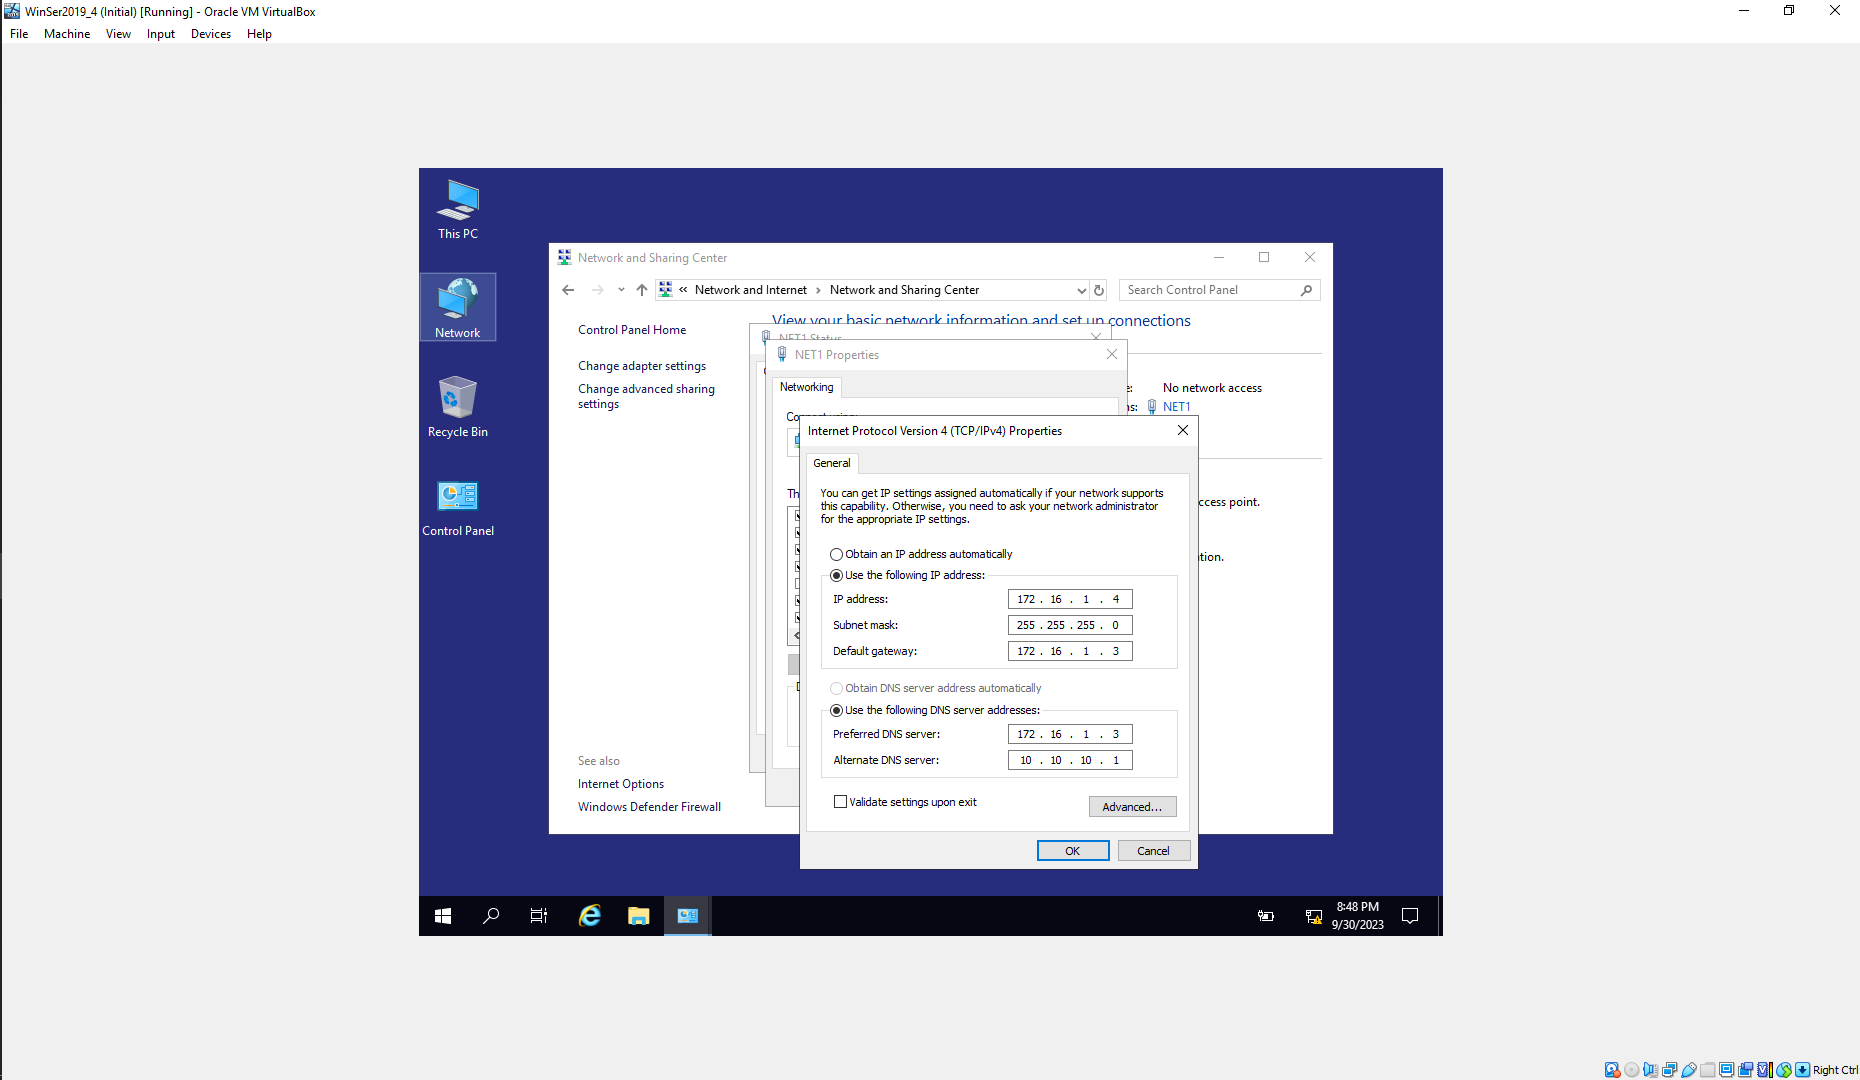 WinSer2019_4 (Initial) [Running] - Oracle VM VirtualBox
File Machine View Input Devices Help
This PC
Network
Recycle Bin
Control Panel
Network and Sharing Center
« Network and Internet › Network and Sharing Center
Search Control Panel
Control Panel Home
Change adapter settings
Change advanced sharing
settings
See also
Internet Options
Windows Defender Firewall
View your basic network information and set up connections
No network access
NET1
ccess point.
NET1 Status
NET1 Properties
Networking
Internet Protocol Version 4 (TCP/IPv4) Properties
General
You can get IP settings assigned automatically if your network supports
this capability. Otherwise, you need to ask your network administrator
for the appropriate IP settings.
Obtain an IP address automatically
Use the following IP address:
IP address: 172 . 16 . 1 . 4
Subnet mask: 255 . 255 . 255 . 0
Default gateway: 172 . 16 . 1 . 3
Obtain DNS server address automatically
Use the following DNS server addresses:
Preferred DNS server: 172 . 16 . 1 . 3
Alternate DNS server: 10 . 10 . 10 . 1
Validate settings upon exit
Advanced...
OK Cancel
8:48 PM
9/30/2023
Right Ctrl